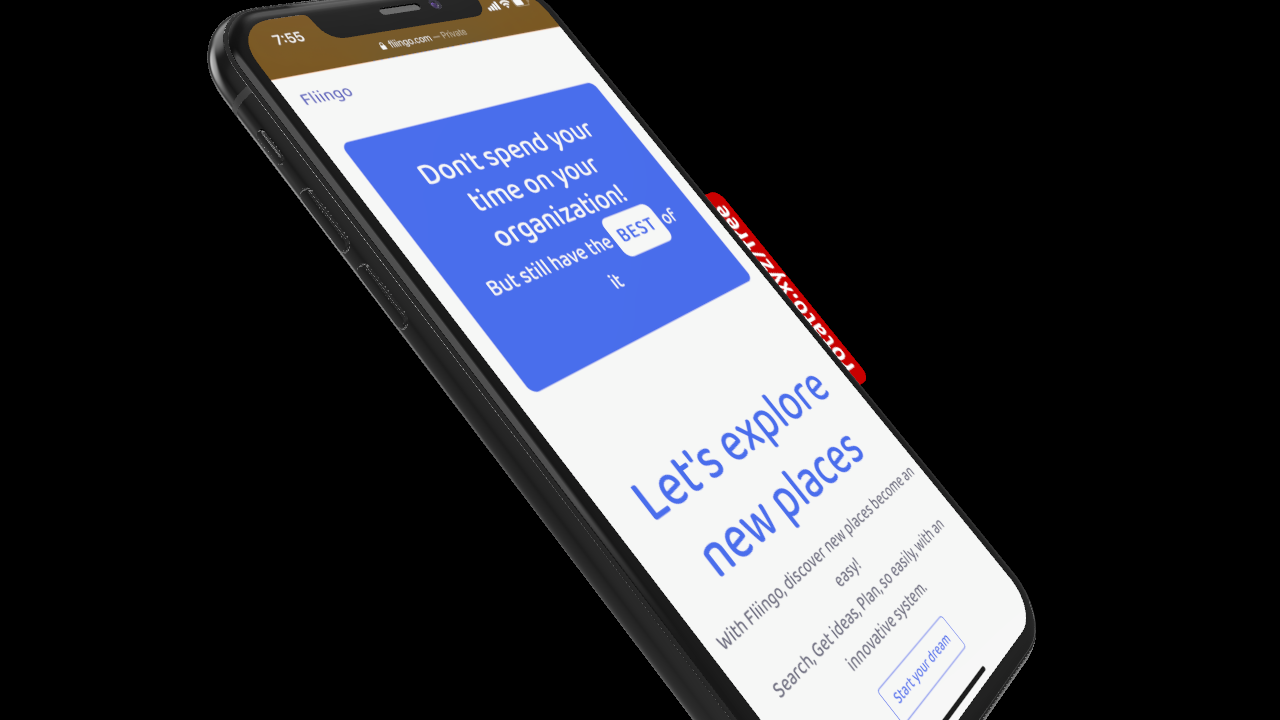 7:55
fliingo.com — Private
Fliingo
Don't spend your
time on your
organization!
But still have the BEST of
it
rotato.xyz/free
Let's explore
new places
With Fliingo, discover new places become an
easy!
Search, Get ideas, Plan, so easily, with an
innovative system.
Start your dream